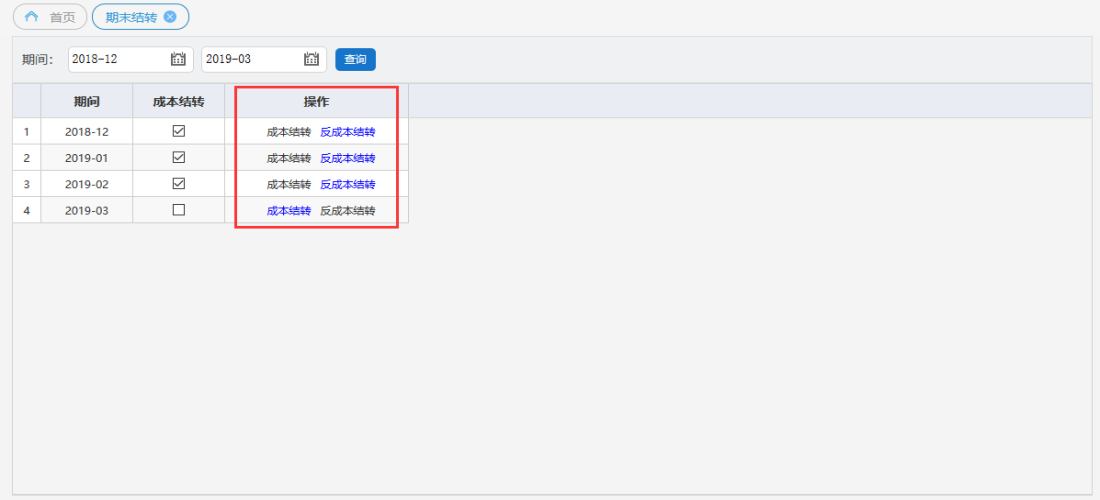 首页 期末结转
期间： 2018-12 2019-03 查询
期间 成本结转 操作
1 2018-12 成本结转 反成本结转
2 2019-01 成本结转 反成本结转
3 2019-02 成本结转 反成本结转
4 2019-03 成本结转 反成本结转